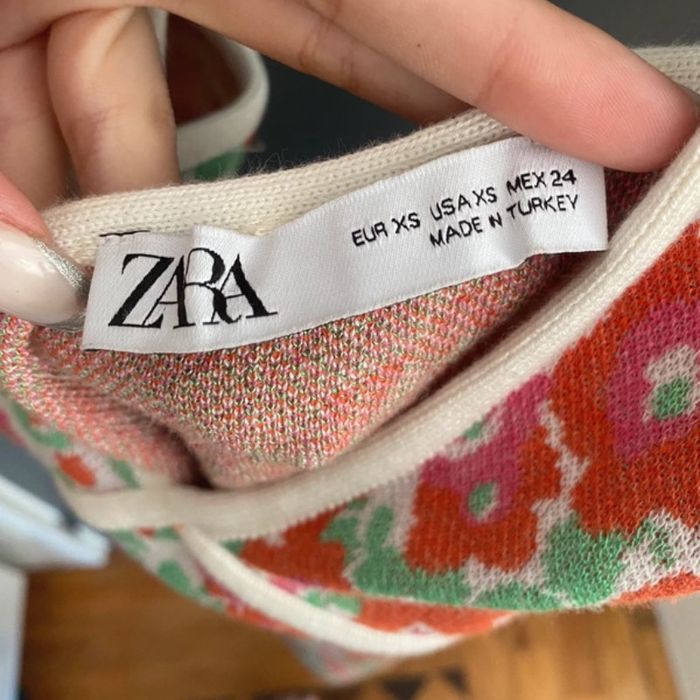 ZARA
EUR XS USA XS MEX 24
MADE IN TURKEY